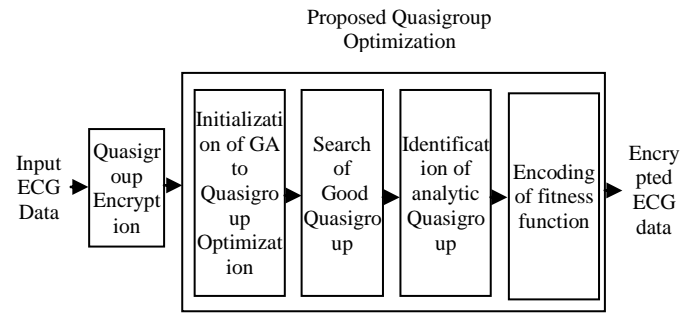 Proposed Quasigroup
Optimization
Input
ECG
Data
Quasigr
oup
Encrypt
ion
Initializati
on of GA
to
Quasigro
up
Optimizat
ion
Search
of
Good
Quasigro
up
Identificat
ion of
analytic
Quasigro
up
Encoding
of fitness
function
Encry
pted
ECG
data